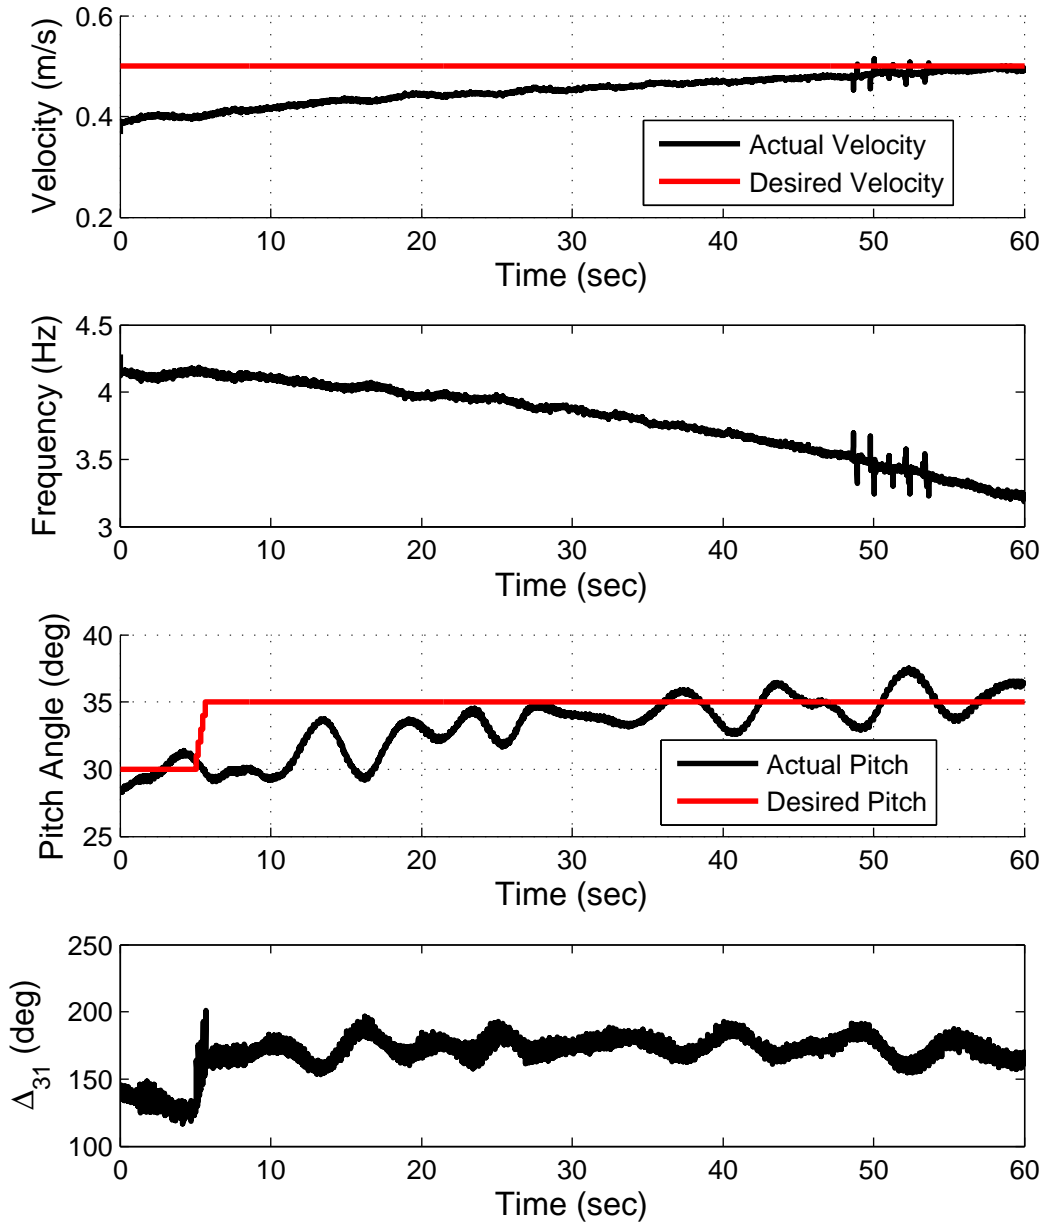 Velocity (m/s)
0.6
0.4
0.2
Actual Velocity
Desired Velocity
0 10 20 30 40 50 60
Time (sec)
Frequency (Hz)
4.5
4
3.5
3
0 10 20 30 40 50 60
Time (sec)
Pitch Angle (deg)
40
35
30
25
Actual Pitch
Desired Pitch
0 10 20 30 40 50 60
Time (sec)
Δ31 (deg)
250
200
150
100
0 10 20 30 40 50 60
Time (sec)